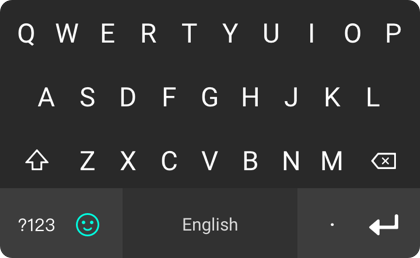 Q W E R T Y U I O P
A S D F G H J K L
Z X C V B N M
?123 English .